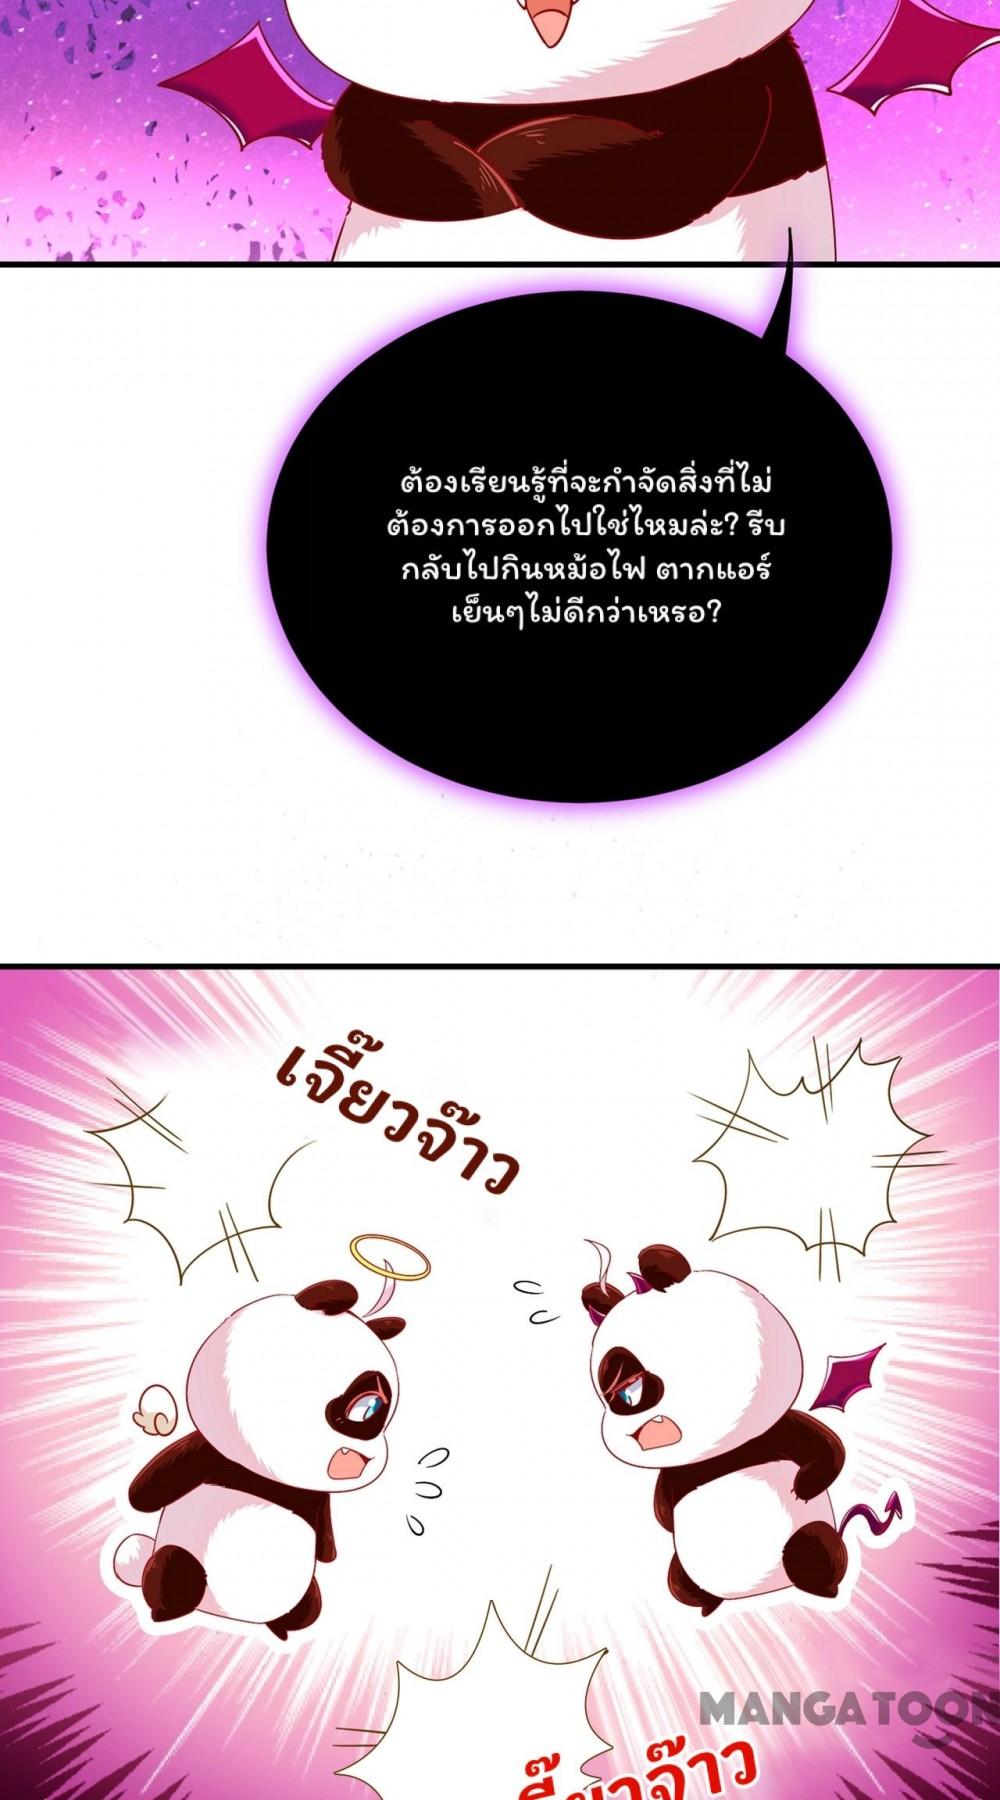 ต้องเรียนรู้ที่จะกำจัดสิ่งที่ไม่
ต้องการออกไปใช่ไหมล่ะ? รีบ
กลับไปกินหม้อไฟ ตากแอร์
เย็นๆไม่ดีกว่าเหรอ?
เจี๊ยวจ๊าว
MANGATOON